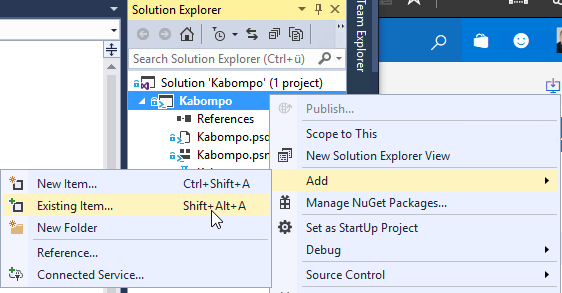 Solution Explorer
Search Solution Explorer (Ctrl+ü)
Solution 'Kabompo' (1 project)
Kabompo
References
Kabompo.psd
Kabompo.psm
Team Explorer
Publish...
Scope to This
New Solution Explorer View
Add
Manage NuGet Packages...
Set as StartUp Project
Debug
Source Control
New Item... Ctrl+Shift+A
Existing Item... Shift+Alt+A
New Folder
Reference...
Connected Service...